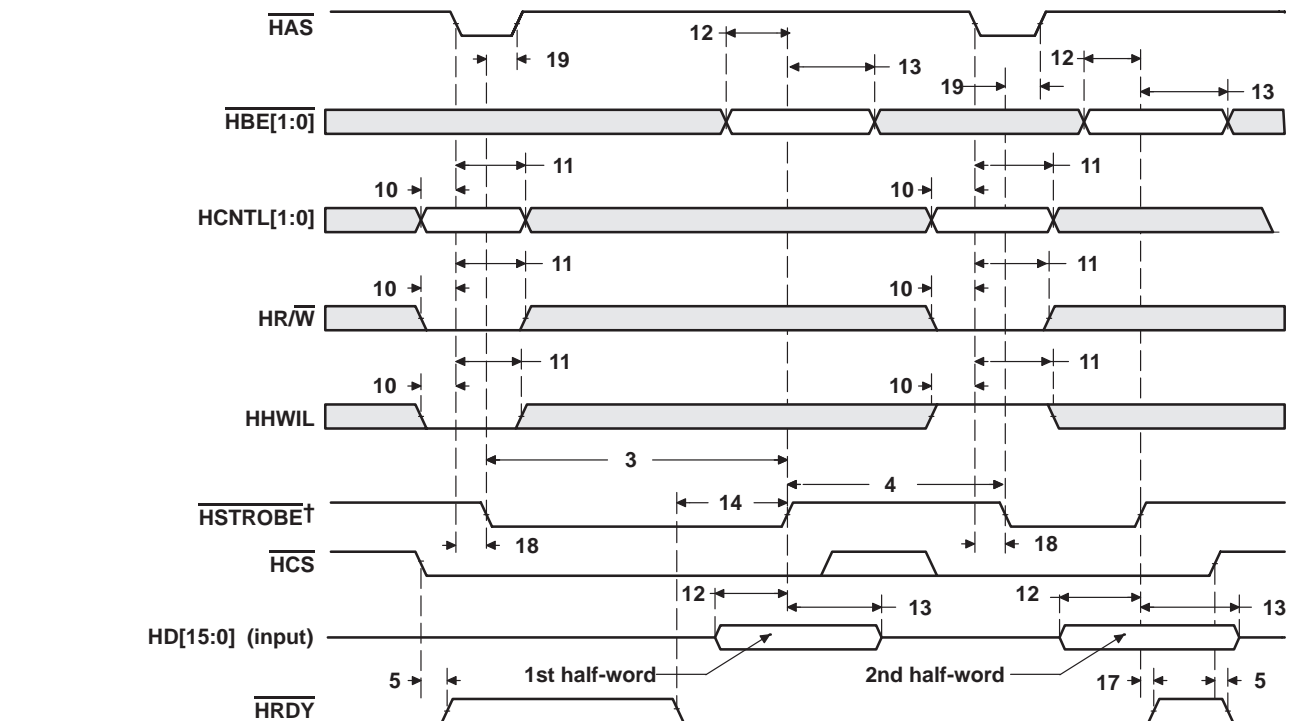 HAS
12
19
13
12
19
13
HBE[1:0]
11
11
10
10
HCNTL[1:0]
11
11
10
10
HR/W
11
11
10
10
HHWIL
3
4
14
HSTROBE†
18
18
HCS
12
13
12
13
HD[15:0] (input)
1st half-word
2nd half-word
5
17
5
HRDY